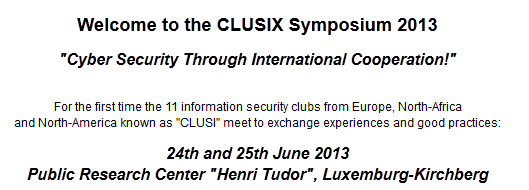 Welcome to the CLUSIX Symposium 2013
"Cyber Security Through International Cooperation!"
For the first time the 11 information security clubs from Europe, North-Africa
and North-America known as "CLUSI" meet to exchange experiences and good practices:
24th and 25th June 2013
Public Research Center "Henri Tudor", Luxemburg-Kirchberg